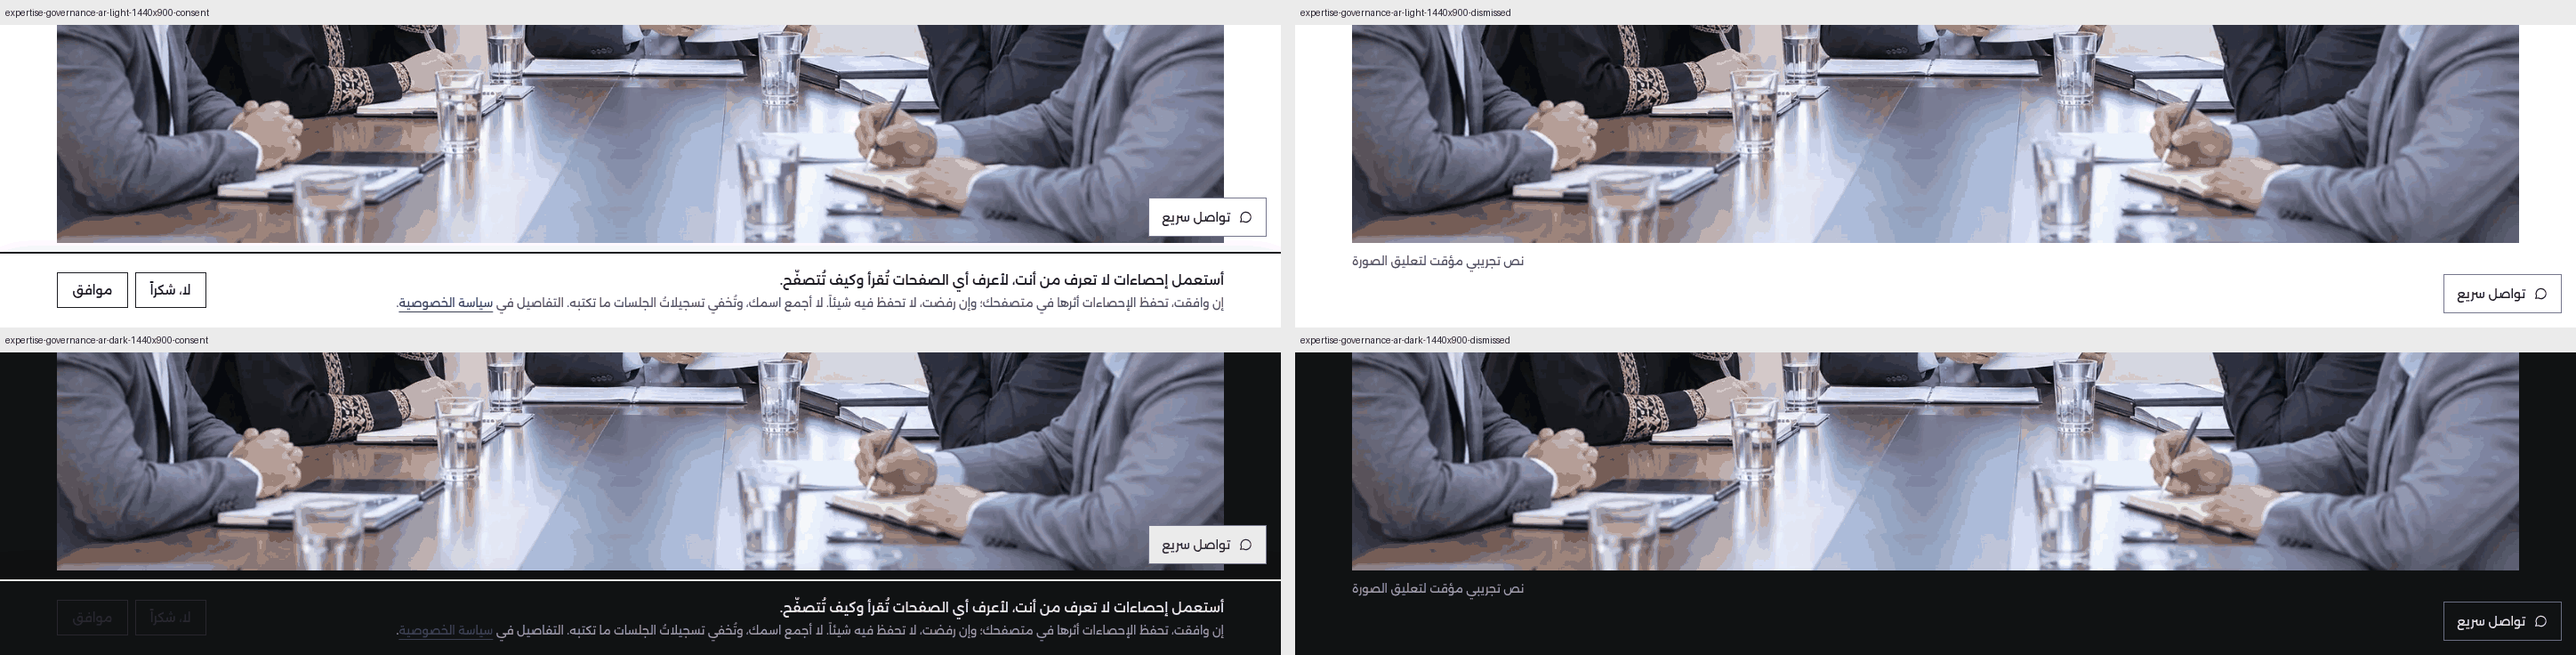 expertise-governance-ar-light-1440x900-consent
تواصل سريع
أستعمل إحصاءات لا تعرف من أنت، لأعرف أي الصفحات تُقرأ وكيف تُتصفّح.
إن وافقت، تحفظ الإحصاءات أثرها في متصفحك؛ وإن رفضت، لا تحفظ فيه شيئاً. لا أجمع اسمك، وتُخفي تسجيلاتُ الجلسات ما تكتبه. التفاصيل في سياسة الخصوصية.
لا، شكراً
موافق
expertise-governance-ar-light-1440x900-dismissed
نص تجريبي مؤقت لتعليق الصورة
تواصل سريع
expertise-governance-ar-dark-1440x900-consent
تواصل سريع
أستعمل إحصاءات لا تعرف من أنت، لأعرف أي الصفحات تُقرأ وكيف تُتصفّح.
إن وافقت، تحفظ الإحصاءات أثرها في متصفحك؛ وإن رفضت، لا تحفظ فيه شيئاً. لا أجمع اسمك، وتُخفي تسجيلاتُ الجلسات ما تكتبه. التفاصيل في سياسة الخصوصية.
لا، شكراً
موافق
expertise-governance-ar-dark-1440x900-dismissed
نص تجريبي مؤقت لتعليق الصورة
تواصل سريع